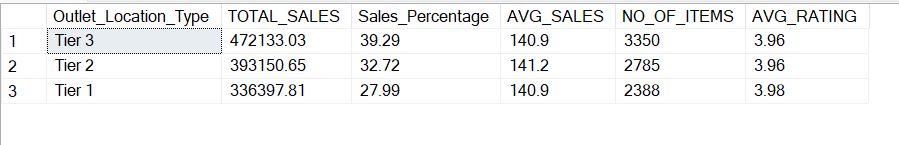 Outlet_Location_Type TOTAL_SALES Sales_Percentage AVG_SALES NO_OF_ITEMS AVG_RATING
1 Tier 3 472133.03 39.29 140.9 3350 3.96
2 Tier 2 393150.65 32.72 141.2 2785 3.96
3 Tier 1 336397.81 27.99 140.9 2388 3.98